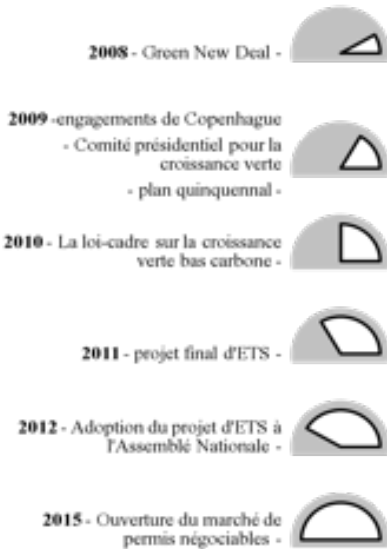 2008 - Green New Deal -
2009 -engagements de Copenhague
- Comité présidentiel pour la
croissance verte
- plan quinquennal -
2010 - La loi-cadre sur la croissance
verte bas carbone -
2011 - projet final d'ETS -
2012 - Adoption du projet d'ETS à
l'Assemblé Nationale -
2015 - Ouverture du marché de
permis négociables -